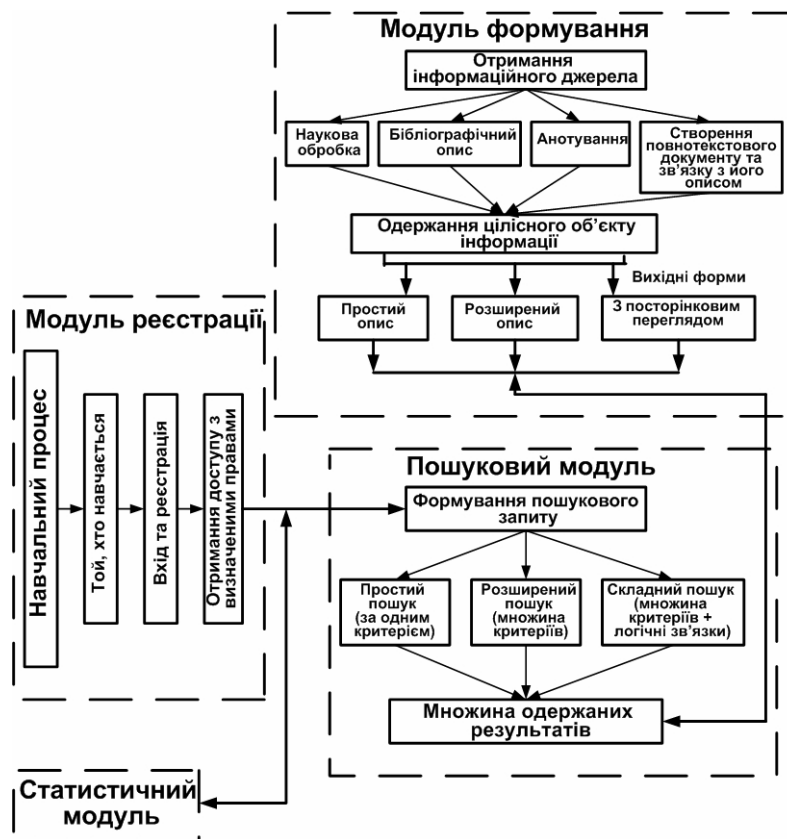 Модуль формування
Отримання
інформаційного джерела
Наукова
обробка
Бібліографічний
опис
Анотування
Створення
повнотекстового
документу та
зв’язку з його
описом
Одержання цілісного об’єкту
інформації
Вихідні форми
Простий
опис
Розширений
опис
З посторінковим
переглядом
Модуль реєстрації
Навчальний процес
Той, хто навчається
Вхід та реєстрація
Отримання доступу з
визначеними правами
Пошуковий модуль
Формування пошукового
запиту
Простий
пошук
(за одним
критерієм)
Розширений
пошук
(множина
критеріїв)
Складний пошук
(множина
критеріїв +
логічні зв’язки)
Множина одержаних
результатів
Статистичний
модуль